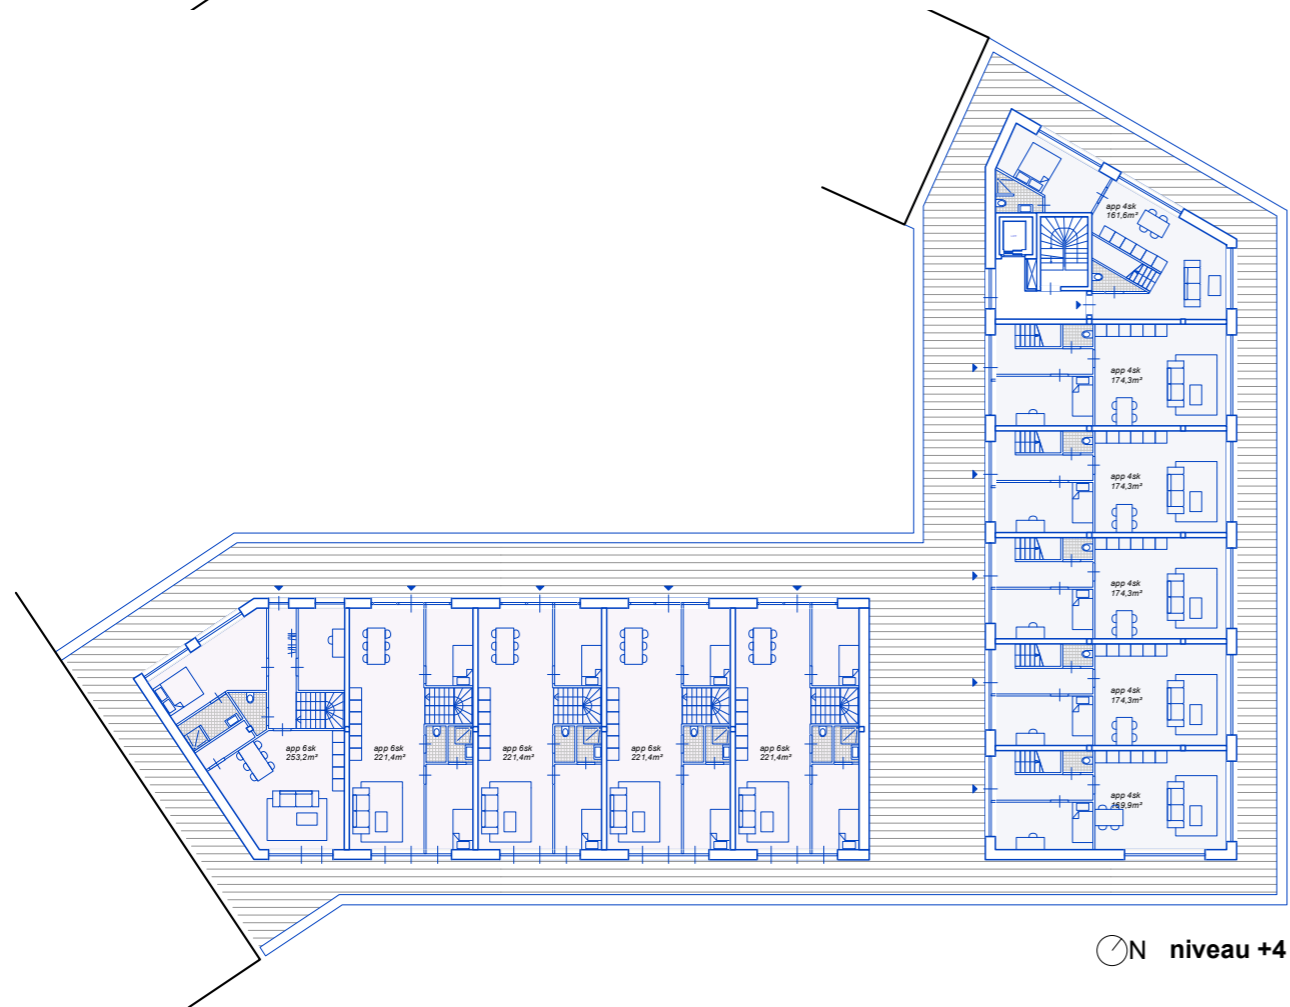 app 4sk
161,6m²
app 4sk
174,3m²
app 4sk
174,3m²
app 4sk
174,3m²
app 4sk
174,3m²
app 4sk
169,9m²
app 6sk
253,2m²
app 6sk
221,4m²
app 6sk
221,4m²
app 6sk
221,4m²
app 6sk
221,4m²
N niveau +4